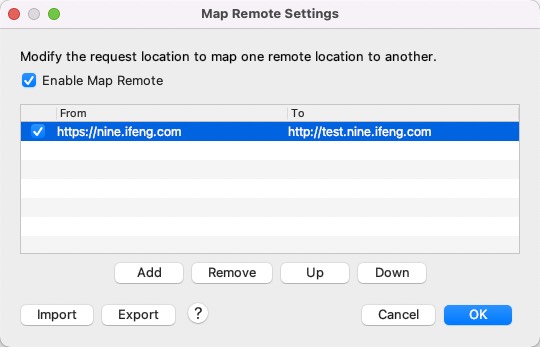 Map Remote Settings
Modify the request location to map one remote location to another.
Enable Map Remote
From To
https://nine.ifeng.com http://test.nine.ifeng.com
Add Remove Up Down
Import Export ? Cancel OK